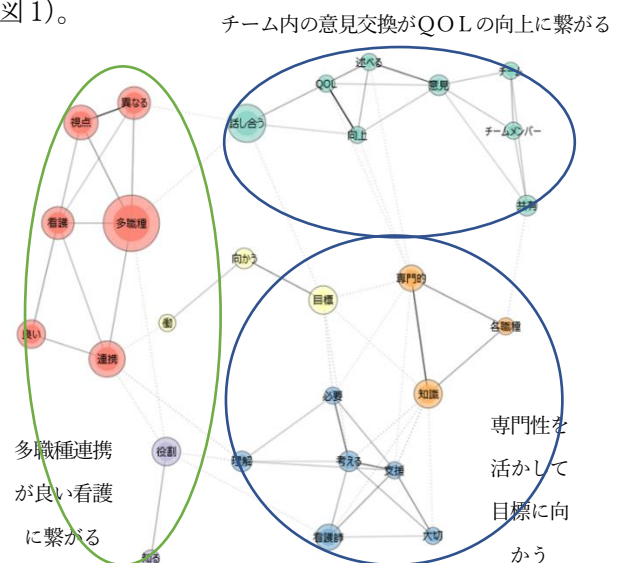 図1)。
チーム内の意見交換がQOLの向上に繋がる
述べる
QOL
意見
チーム
異なる
視点
話し合う
向上
チームメンバー
共有
看護
多職種
向かう
専門的
目標
働
各職種
良い
連携
知識
必要
専門性を
活かして
目標に向
かう
多職種連携
が良い看護
に繋がる
役割
理解
考える
支援
看護師
大切
知る